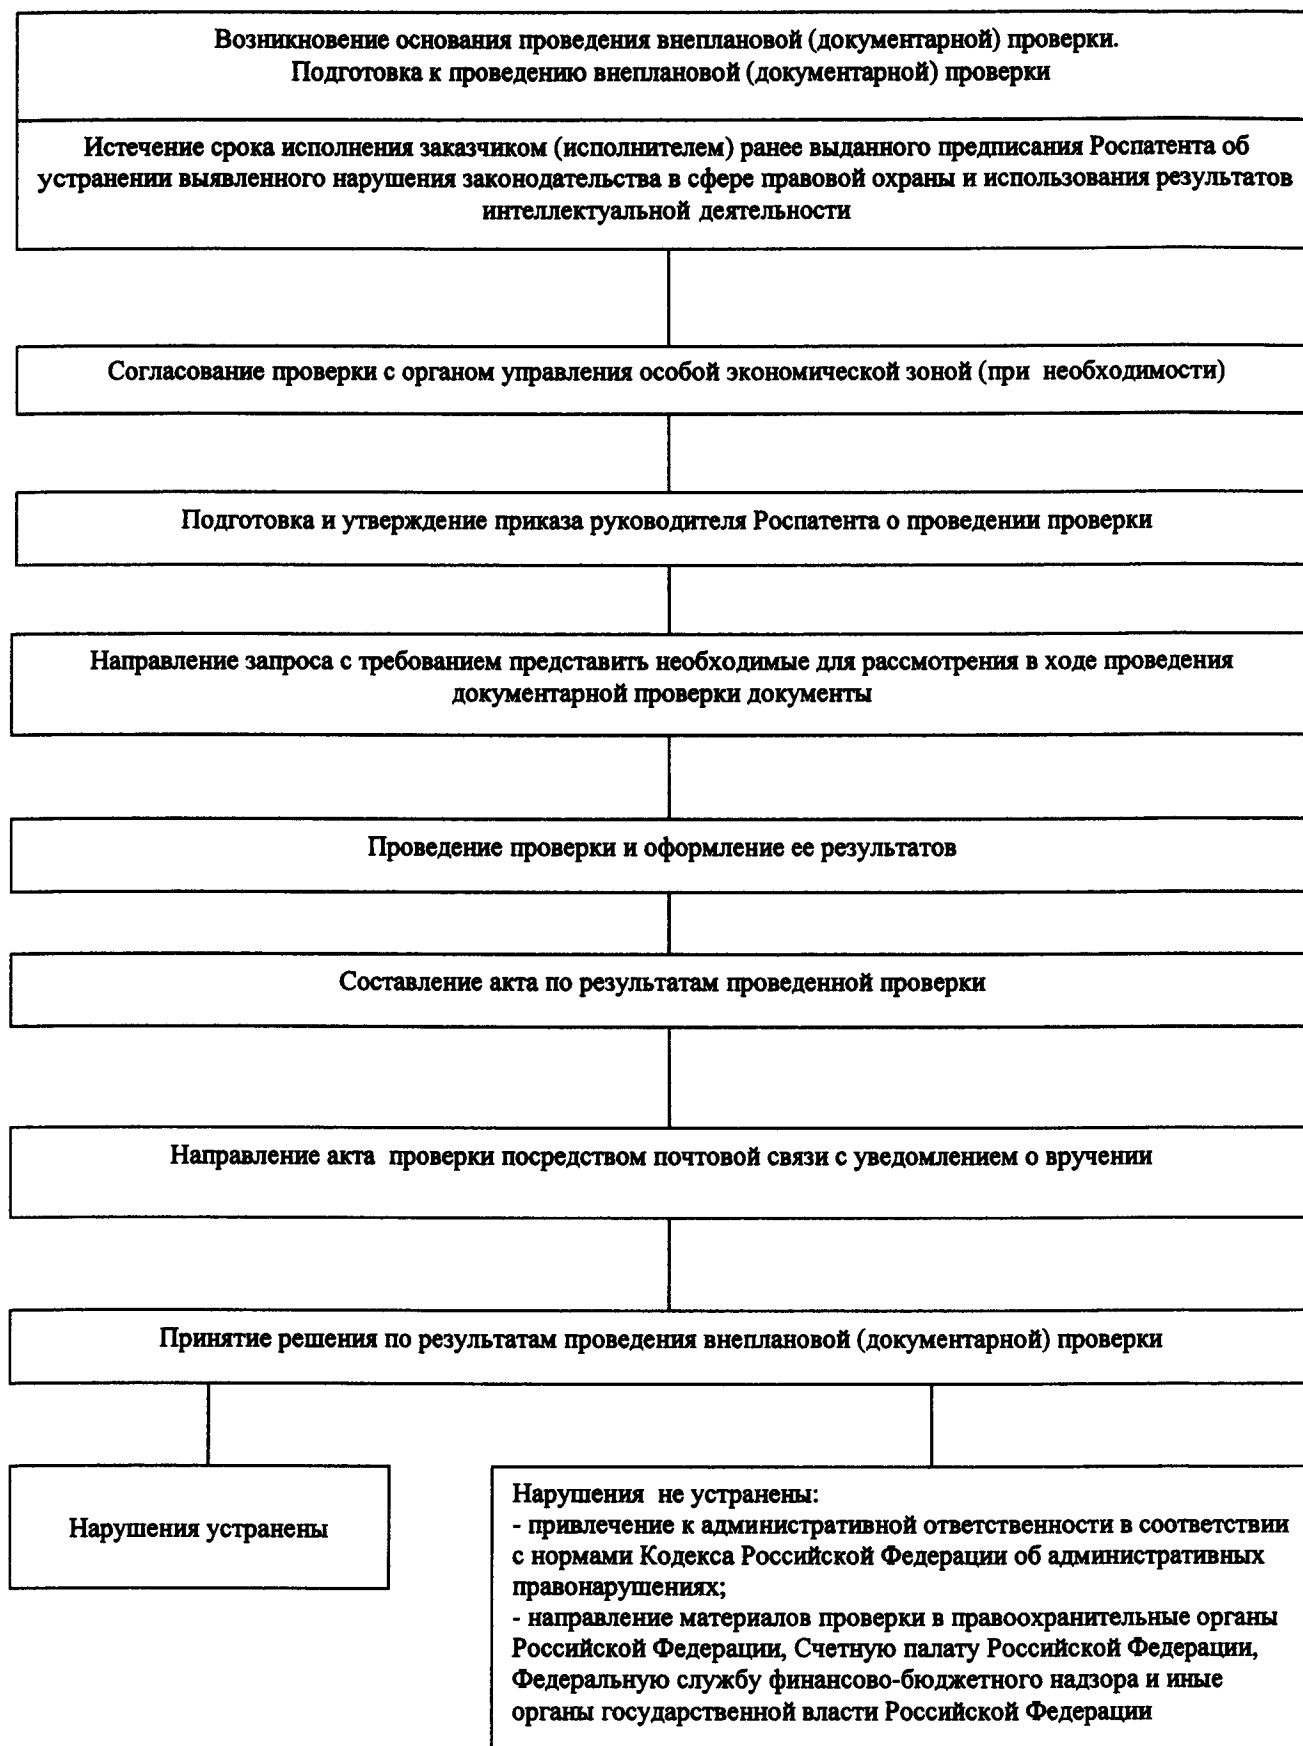 Возникновение основания проведения внеплановой (документарной) проверки.
Подготовка к проведению внеплановой (документарной) проверки
Истечение срока исполнения заказчиком (исполнителем) ранее выданного предписания Роспатента об
устранении выявленного нарушения законодательства в сфере правовой охраны и использования результатов
интеллектуальной деятельности
Согласование проверки с органом управления особой экономической зоной (при необходимости)
Подготовка и утверждение приказа руководителя Роспатента о проведении проверки
Направление запроса с требованием представить необходимые для рассмотрения в ходе проведения
документарной проверки документы
Проведение проверки и оформление ее результатов
Составление акта по результатам проведенной проверки
Направление акта проверки посредством почтовой связи с уведомлением о вручении
Принятие решения по результатам проведения внеплановой (документарной) проверки
Нарушения устранены
Нарушения не устранены:
- привлечение к административной ответственности в соответствии
с нормами Кодекса Российской Федерации об административных
правонарушениях;
- направление материалов проверки в правоохранительные органы
Российской Федерации, Счетную палату Российской Федерации,
Федеральную службу финансово-бюджетного надзора и иные
органы государственной власти Российской Федерации